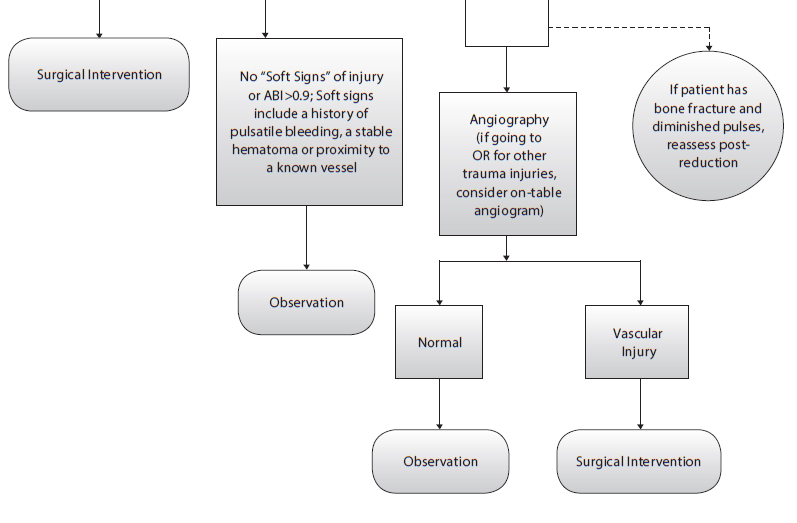 Surgical Intervention
No “Soft Signs” of injury
or ABI>0.9; Soft signs
include a history of
pulsatile bleeding, a stable
hematoma or proximity to
a known vessel
Observation
Angiography
(if going to
OR for other
trauma injuries,
consider on-table
angiogram)
If patient has
bone fracture and
diminished pulses,
reassess post-
reduction
Normal
Vascular
Injury
Observation
Surgical Intervention